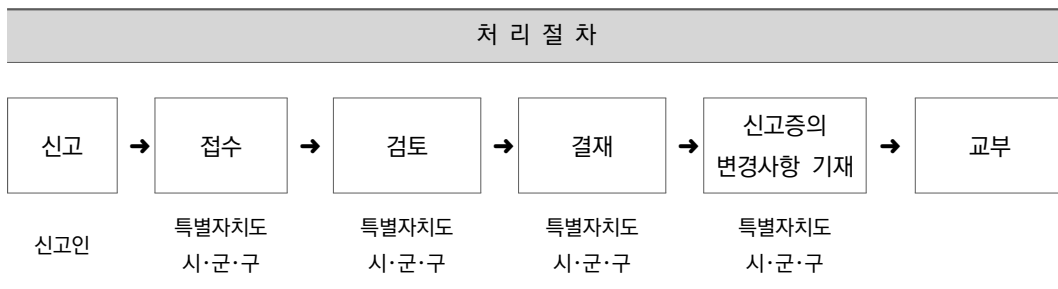 처 리 절 차
신고 ➜ 접수 ➜ 검토 ➜ 결재 ➜ 신고증의 변경사항 기재 ➜ 교부
신고인
특별자치도 시·군·구
특별자치도 시·군·구
특별자치도 시·군·구
특별자치도 시·군·구